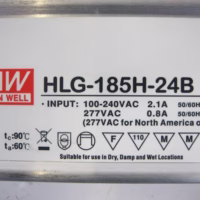 MW
MEAN WELL
HLG-185H-24B
• INPUT: 100-240VAC 2.1A 50/60H
277VAC 0.8A 50/60H
(277VAC for North America o
tc:90°C
ta:60°C
F 110 M M
Suitable for use in Dry, Damp and Wet Locations